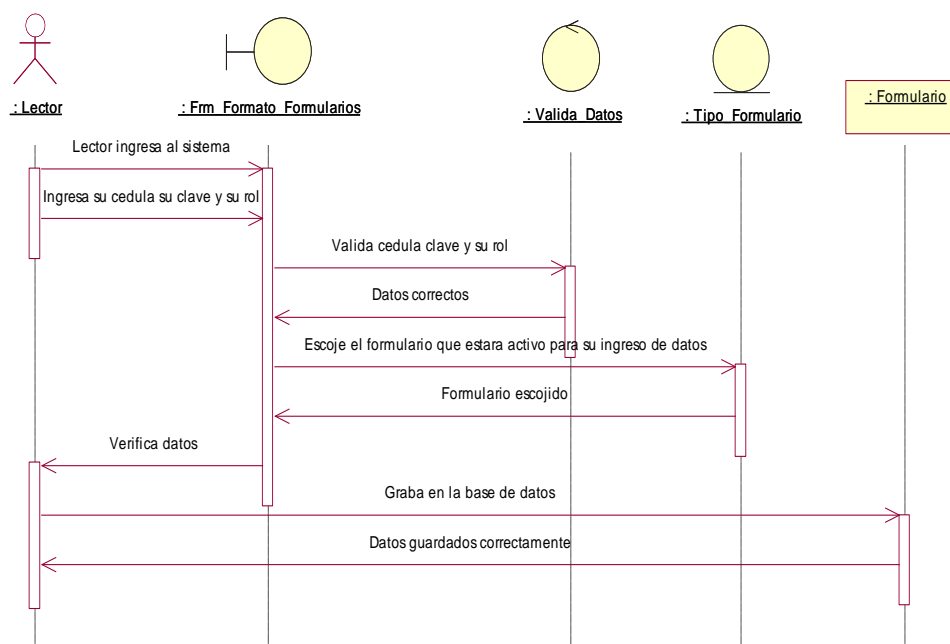 : Lector
: Frm_Formato_Formularios
: Valida_Datos
: Tipo_Formulario
: Formulario
Lector ingresa al sistema
Ingresa su cedula su clave y su rol
Valida cedula clave y su rol
Datos correctos
Escoje el formulario que estara activo para su ingreso de datos
Formulario escojido
Verifica datos
Graba en la base de datos
Datos guardados correctamente